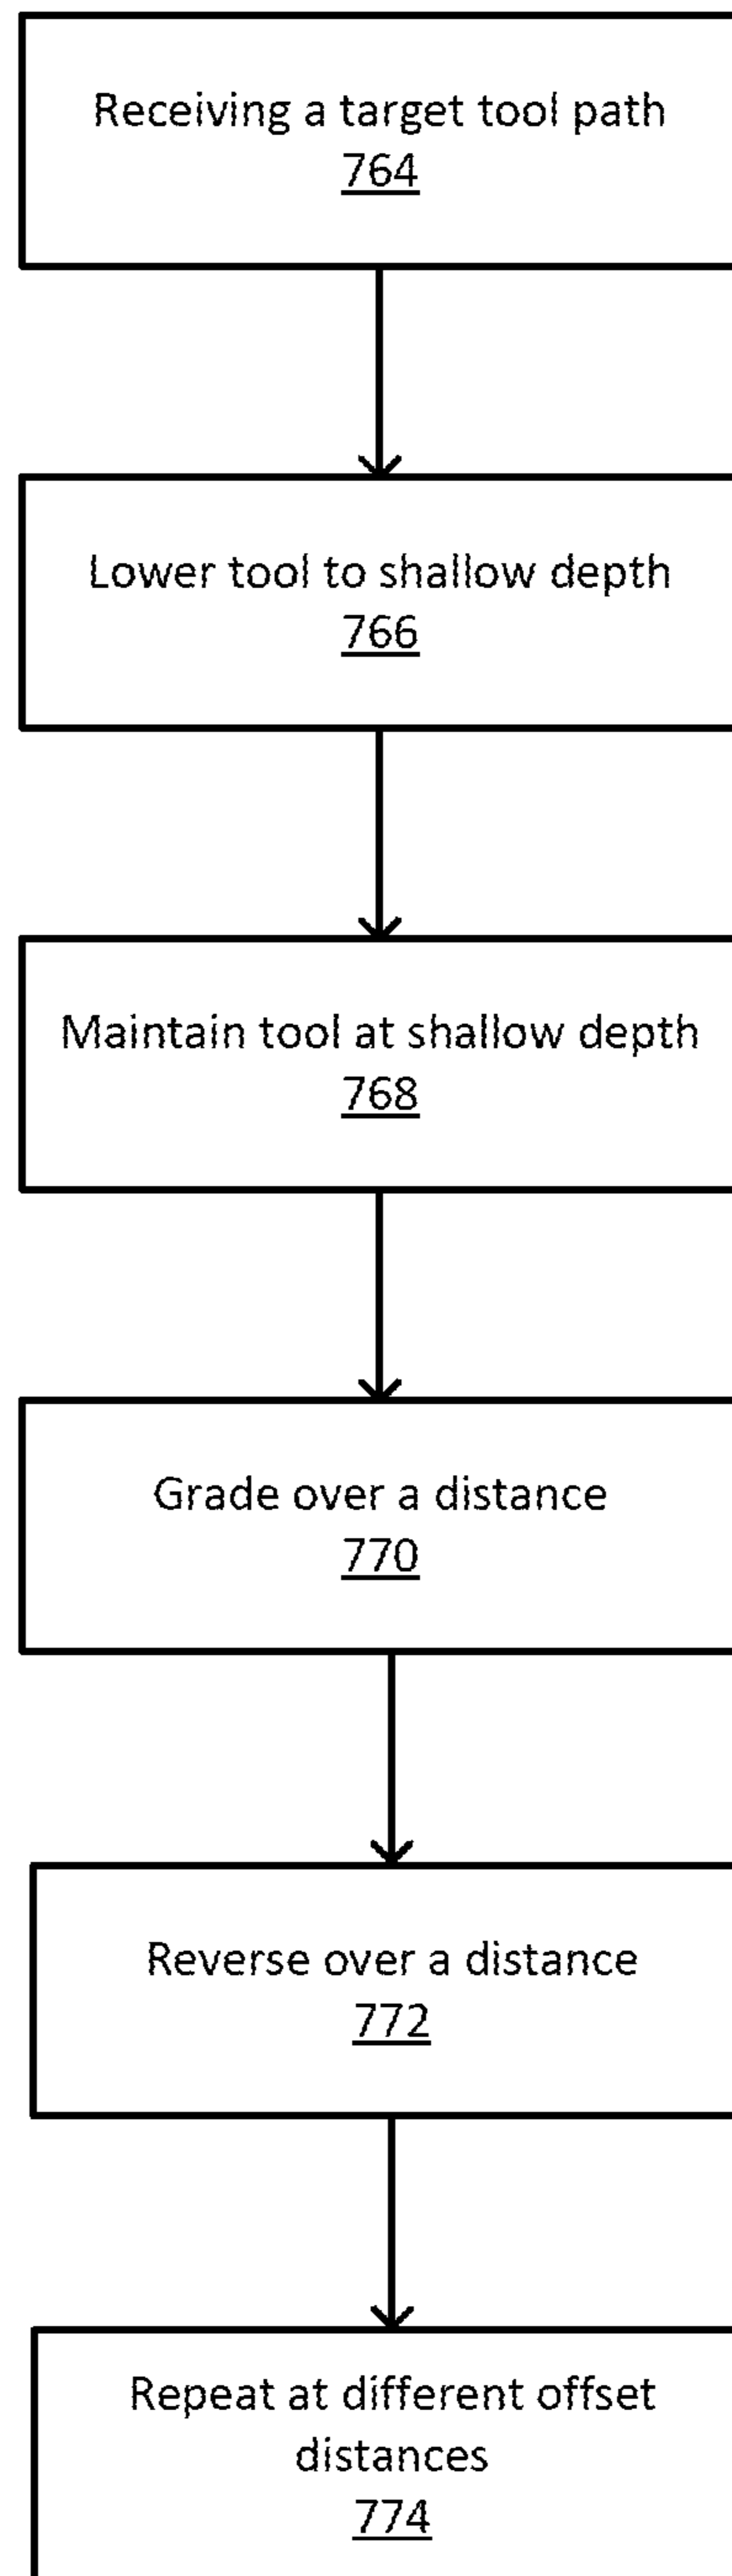 Receiving a target tool path
764
Lower tool to shallow depth
766
Maintain tool at shallow depth
768
Grade over a distance
770
Reverse over a distance
772
Repeat at different offset
distances
774